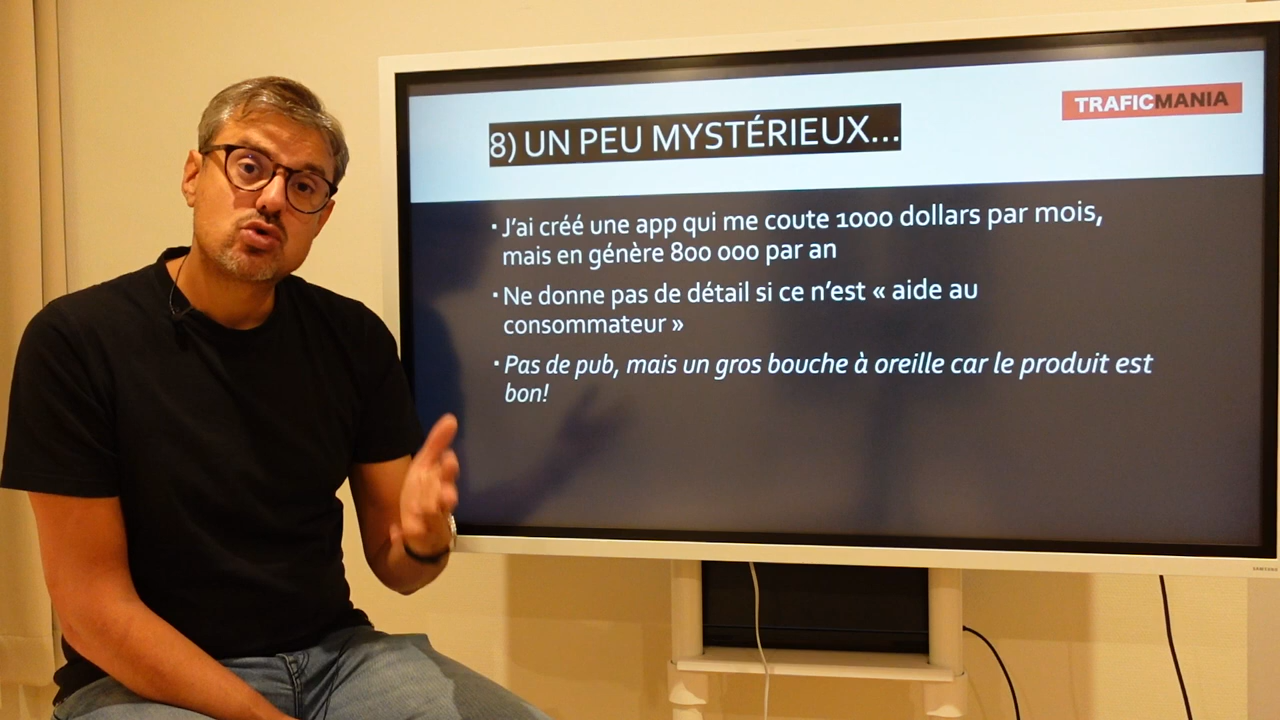 TRAFICMANIA
8) UN PEU MYSTÉRIEUX...
▪ J'ai créé une app qui me coute 1000 dollars par mois,
mais en génère 800 000 par an
▪ Ne donne pas de détail si ce n'est « aide au
consommateur »
▪ Pas de pub, mais un gros bouche à oreille car le produit est
bon!
SAMSUNG